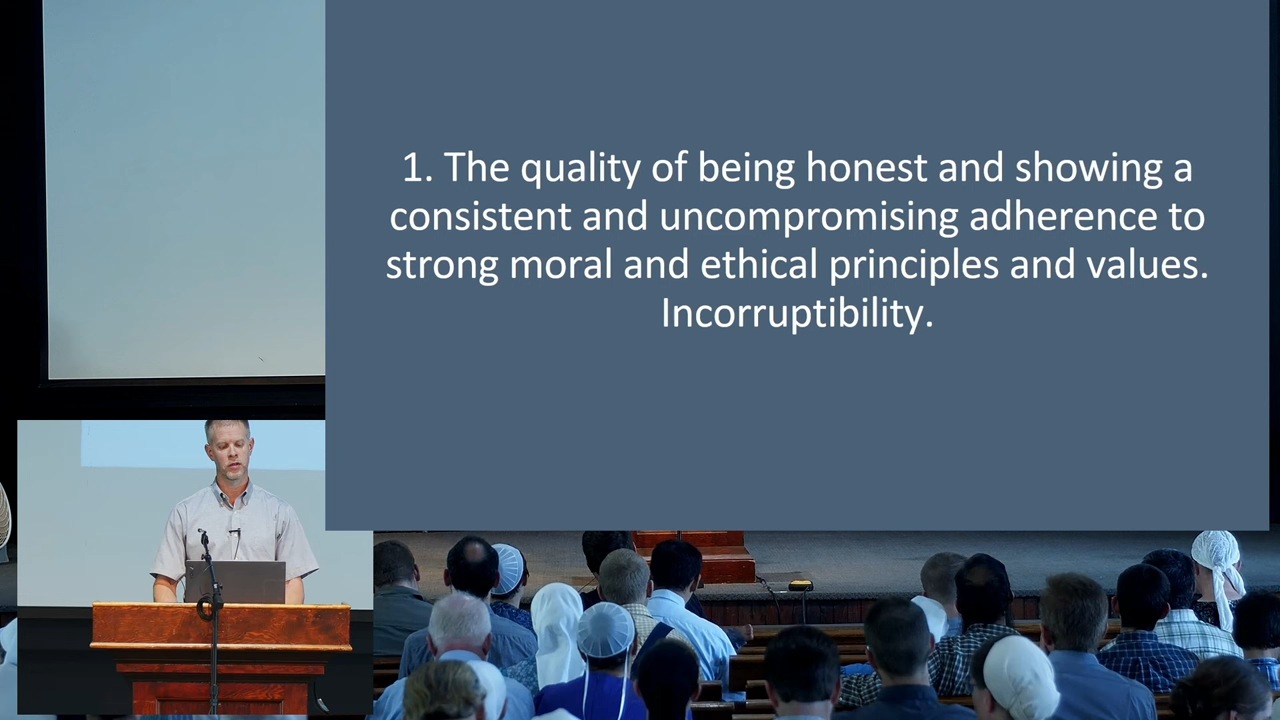 1. The quality of being honest and showing a
consistent and uncompromising adherence to
strong moral and ethical principles and values.
Incorruptibility.